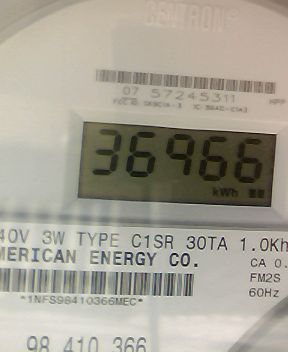 CENTRON®
07 57245311
36966
kWh
40V 3W TYPE C1SR 30TA 1.0Kh
MERICAN ENERGY CO.
CA 0.
FM2S
60Hz
*1NFS98410366MEC*
98 410 366